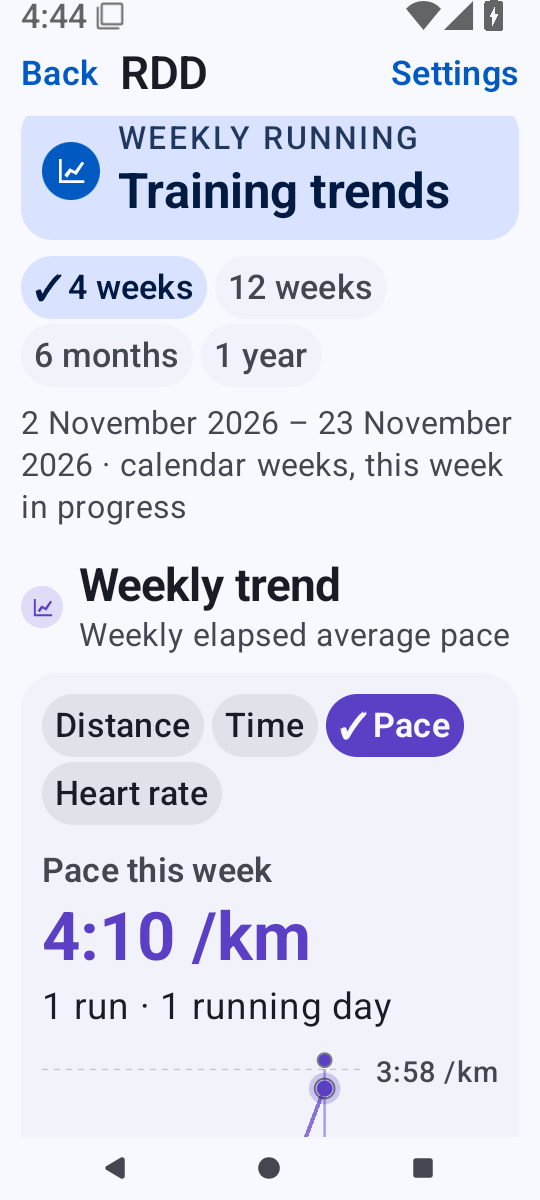 4:44
Back RDD Settings
WEEKLY RUNNING
Training trends
✓ 4 weeks 12 weeks
6 months 1 year
2 November 2026 – 23 November
2026 · calendar weeks, this week
in progress
Weekly trend
Weekly elapsed average pace
Distance Time ✓ Pace
Heart rate
Pace this week
4:10 /km
1 run · 1 running day
3:58 /km